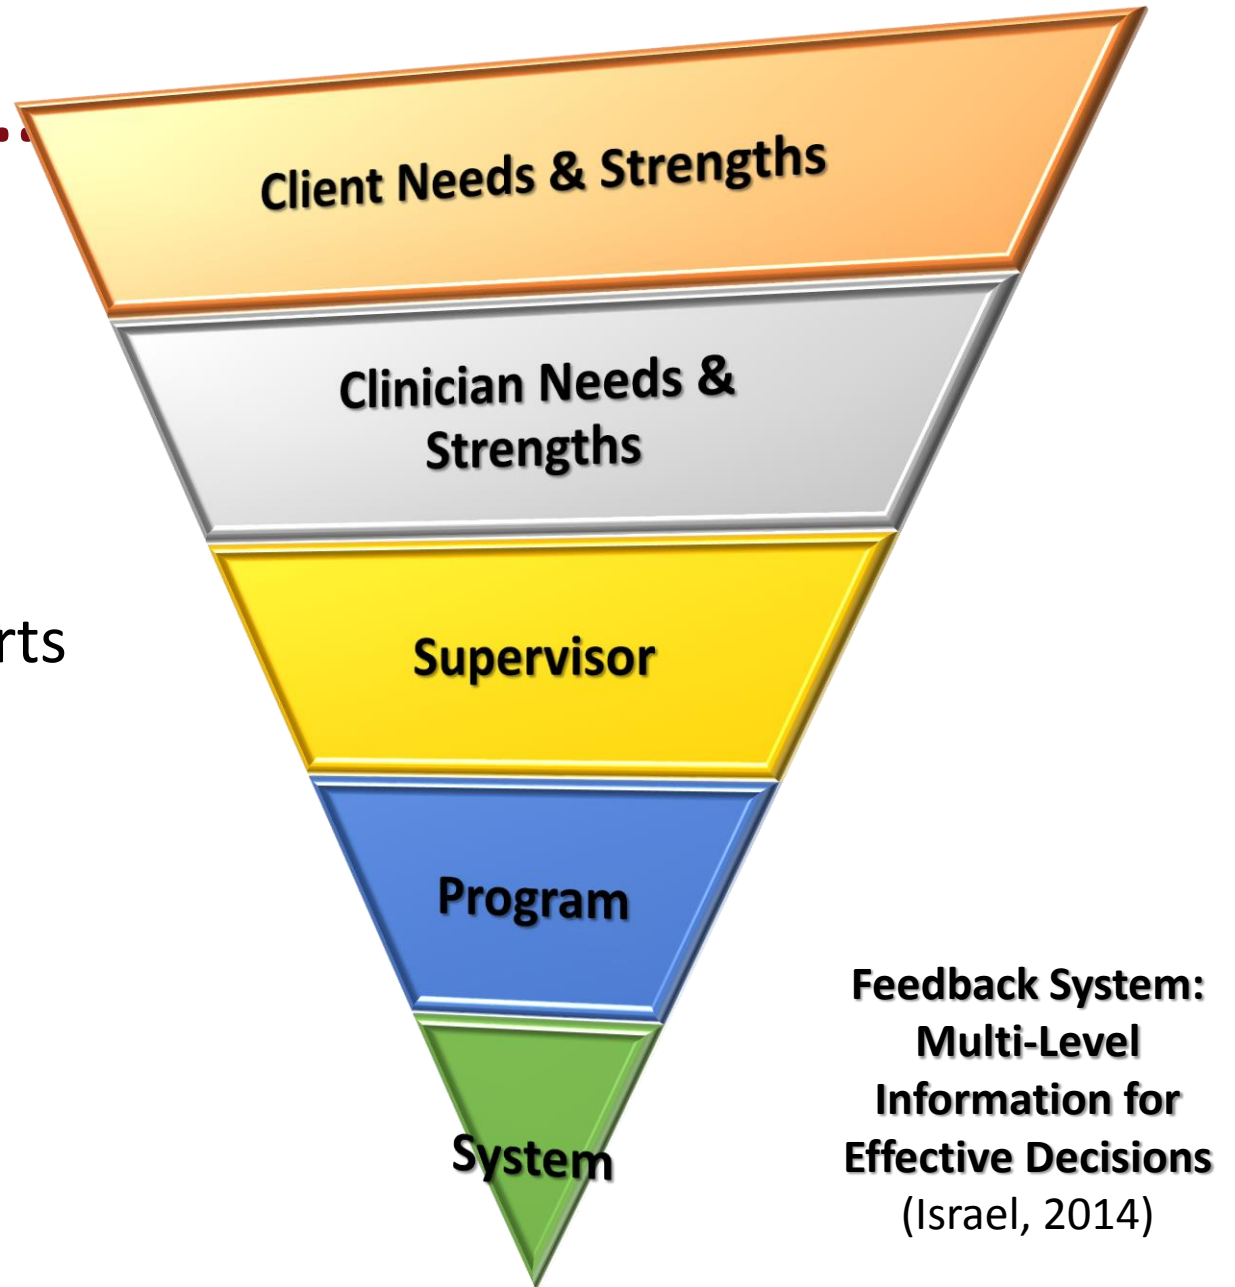 Client Needs & Strengths
Clinician Needs &
Strengths
rts
Supervisor
Program
System
Feedback System:
Multi-Level
Information for
Effective Decisions
(Israel, 2014)